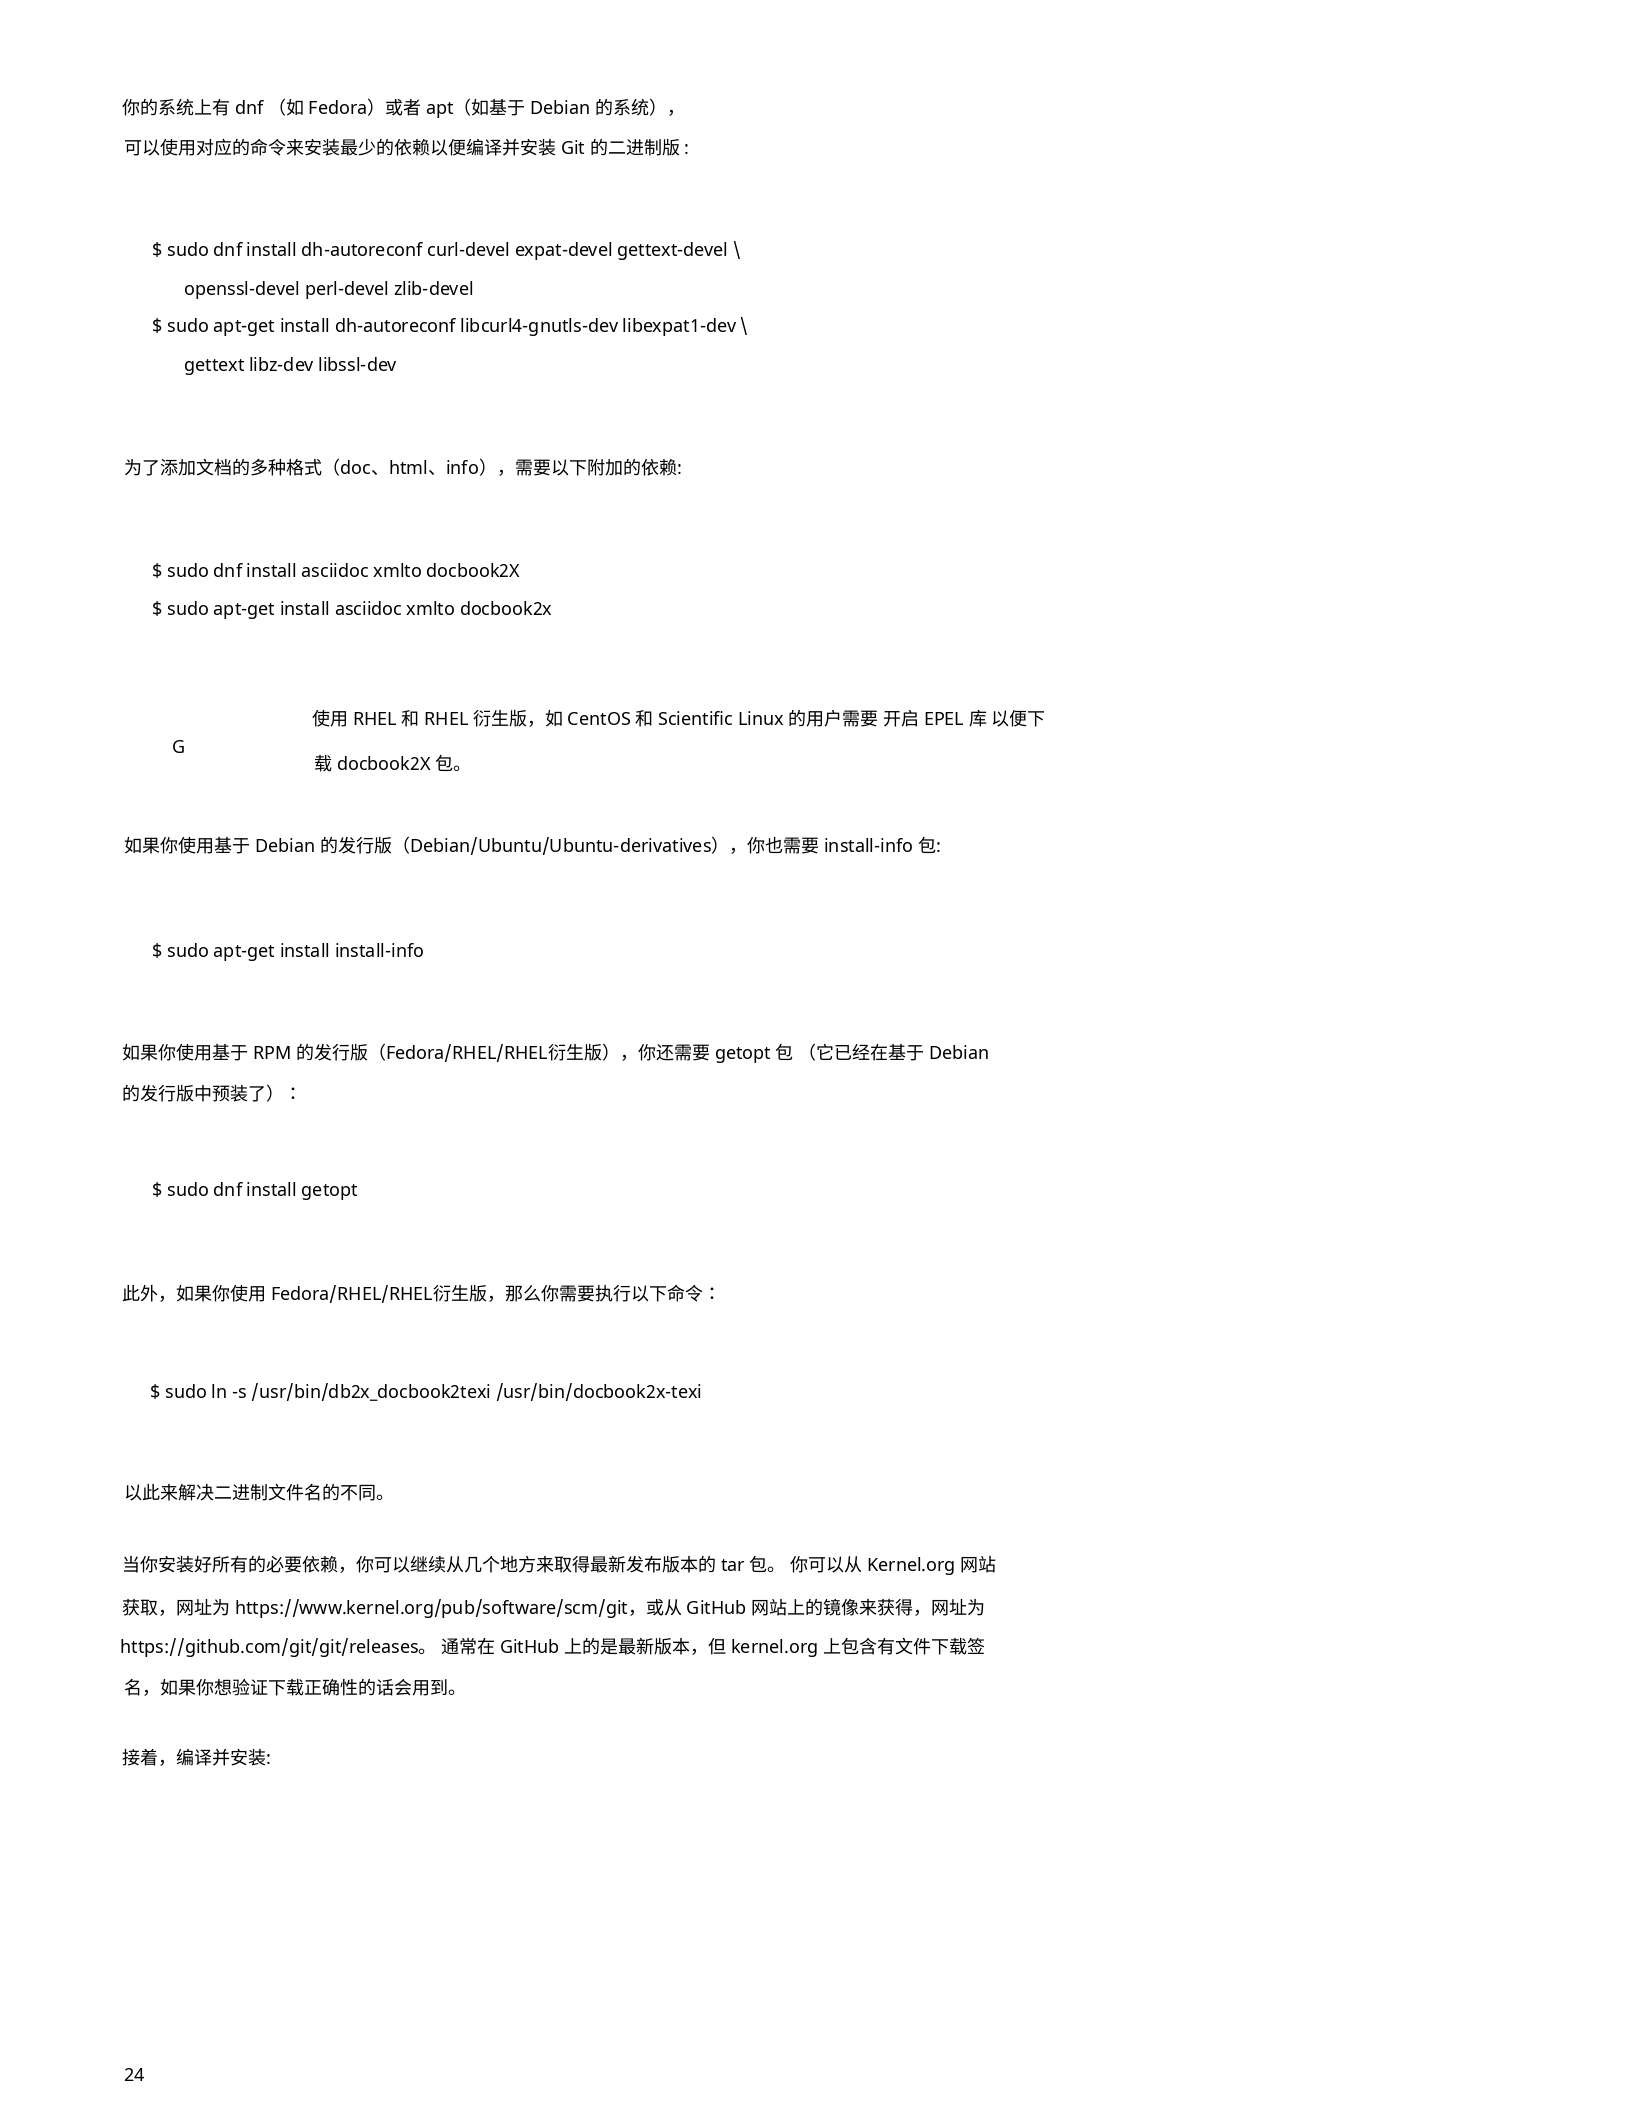 你的系统上有 dnf （如 Fedora）或者 apt（如基于 Debian 的系统），
可以使用对应的命令来安装最少的依赖以便编译并安装 Git 的二进制版 :
$ sudo dnf install dh-autoreconf curl-devel expat-devel gettext-devel \
openssl-devel perl-devel zlib-devel
$ sudo apt-get install dh-autoreconf libcurl4-gnutls-dev libexpat1-dev \
gettext libz-dev libssl-dev
为了添加文档的多种格式（doc、html、info），需要以下附加的依赖:
$ sudo dnf install asciidoc xmlto docbook2X
$ sudo apt-get install asciidoc xmlto docbook2x
使用 RHEL 和 RHEL 衍生版，如 CentOS 和 Scientific Linux 的用户需要 开启 EPEL 库 以便下
G
载 docbook2X 包。
如果你使用基于 Debian 的发行版（Debian/Ubuntu/Ubuntu-derivatives），你也需要 install-info 包:
$ sudo apt-get install install-info
如果你使用基于 RPM 的发行版（Fedora/RHEL/RHEL衍生版），你还需要 getopt 包 （它已经在基于 Debian
的发行版中预装了）：
$ sudo dnf install getopt
此外，如果你使用 Fedora/RHEL/RHEL衍生版，那么你需要执行以下命令：
$ sudo ln -s /usr/bin/db2x_docbook2texi /usr/bin/docbook2x-texi
以此来解决二进制文件名的不同。
当你安装好所有的必要依赖，你可以继续从几个地方来取得最新发布版本的 tar 包。 你可以从 Kernel.org 网站
获取，网址为 https://www.kernel.org/pub/software/scm/git，或从 GitHub 网站上的镜像来获得，网址为
https://github.com/git/git/releases。 通常在 GitHub 上的是最新版本，但 kernel.org 上包含有文件下载签
名，如果你想验证下载正确性的话会用到。
接着，编译并安装:
24